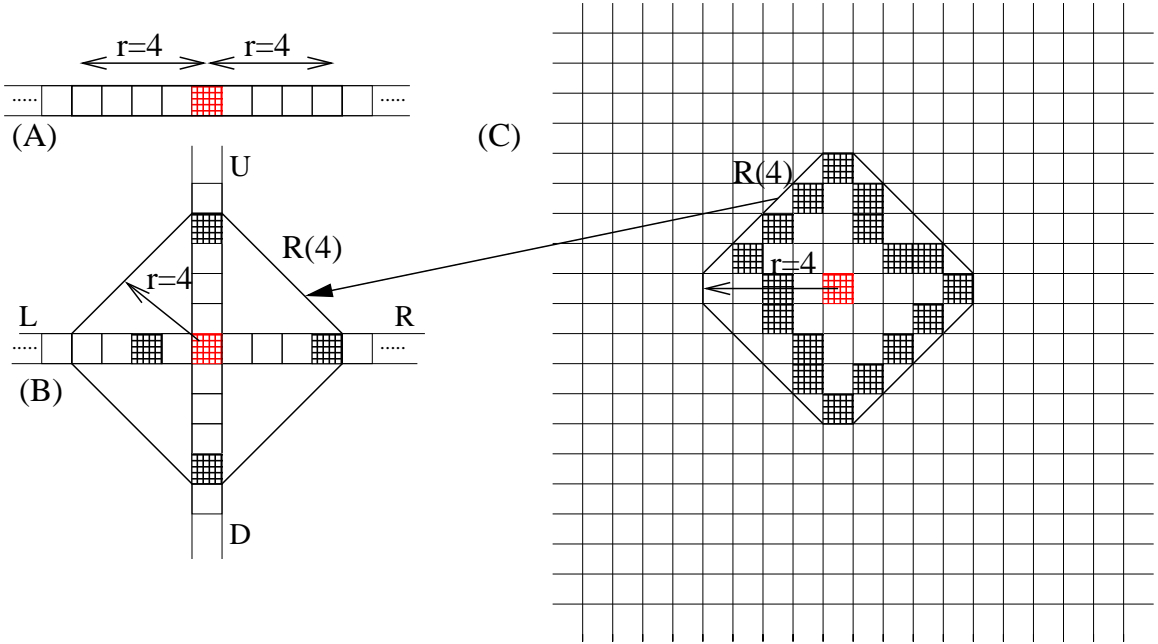 r=4 r=4
..... .....
(A)
U
R(4)
r=4
L R
..... .....
(B)
D
(C)
R(4)
r=4